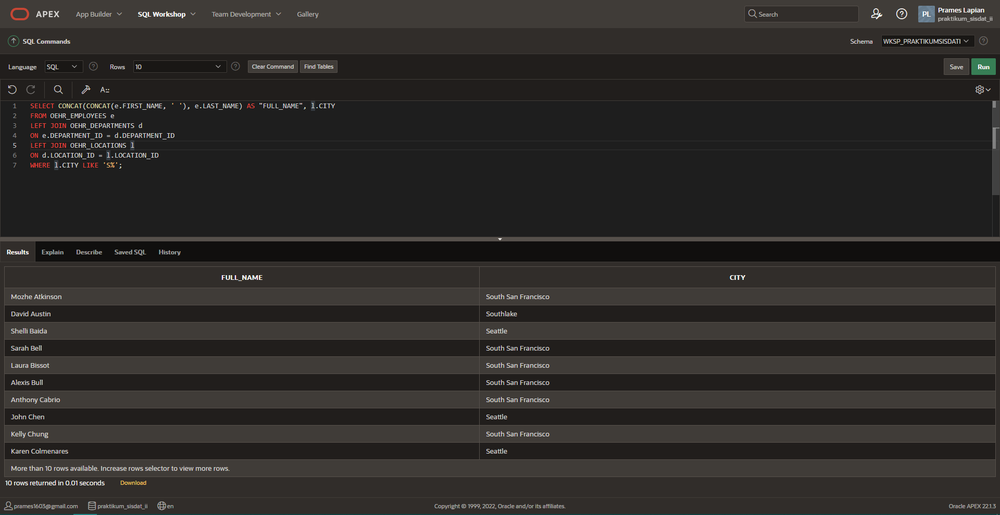 APEX App Builder SQL Workshop Team Development Gallery Search PL Prames Lapian
praktikum_sisdat_ii
SQL Commands Schema WKSP_PRAKTIKUMSISDATI
Language SQL Rows 10 Clear Command Find Tables Save Run
A::
1 SELECT CONCAT(CONCAT(e.FIRST_NAME, ' '), e.LAST_NAME) AS "FULL_NAME", l.CITY
2 FROM OEHR_EMPLOYEES e
3 LEFT JOIN OEHR_DEPARTMENTS d
4 ON e.DEPARTMENT_ID = d.DEPARTMENT_ID
5 LEFT JOIN OEHR_LOCATIONS l
6 ON d.LOCATION_ID = l.LOCATION_ID
7 WHERE l.CITY LIKE 'S%';
Results Explain Describe Saved SQL History
FULL_NAME CITY
Mozhe Atkinson South San Francisco
David Austin Southlake
Shelli Baida Seattle
Sarah Bell South San Francisco
Laura Bissot South San Francisco
Alexis Bull South San Francisco
Anthony Cabrio South San Francisco
John Chen Seattle
Kelly Chung South San Francisco
Karen Colmenares Seattle
More than 10 rows available. Increase rows selector to view more rows.
10 rows returned in 0.01 seconds Download
prames1603@gmail.com praktikum_sisdat_ii en Copyright © 1999, 2022, Oracle and/or its affiliates. Oracle APEX 22.1.3